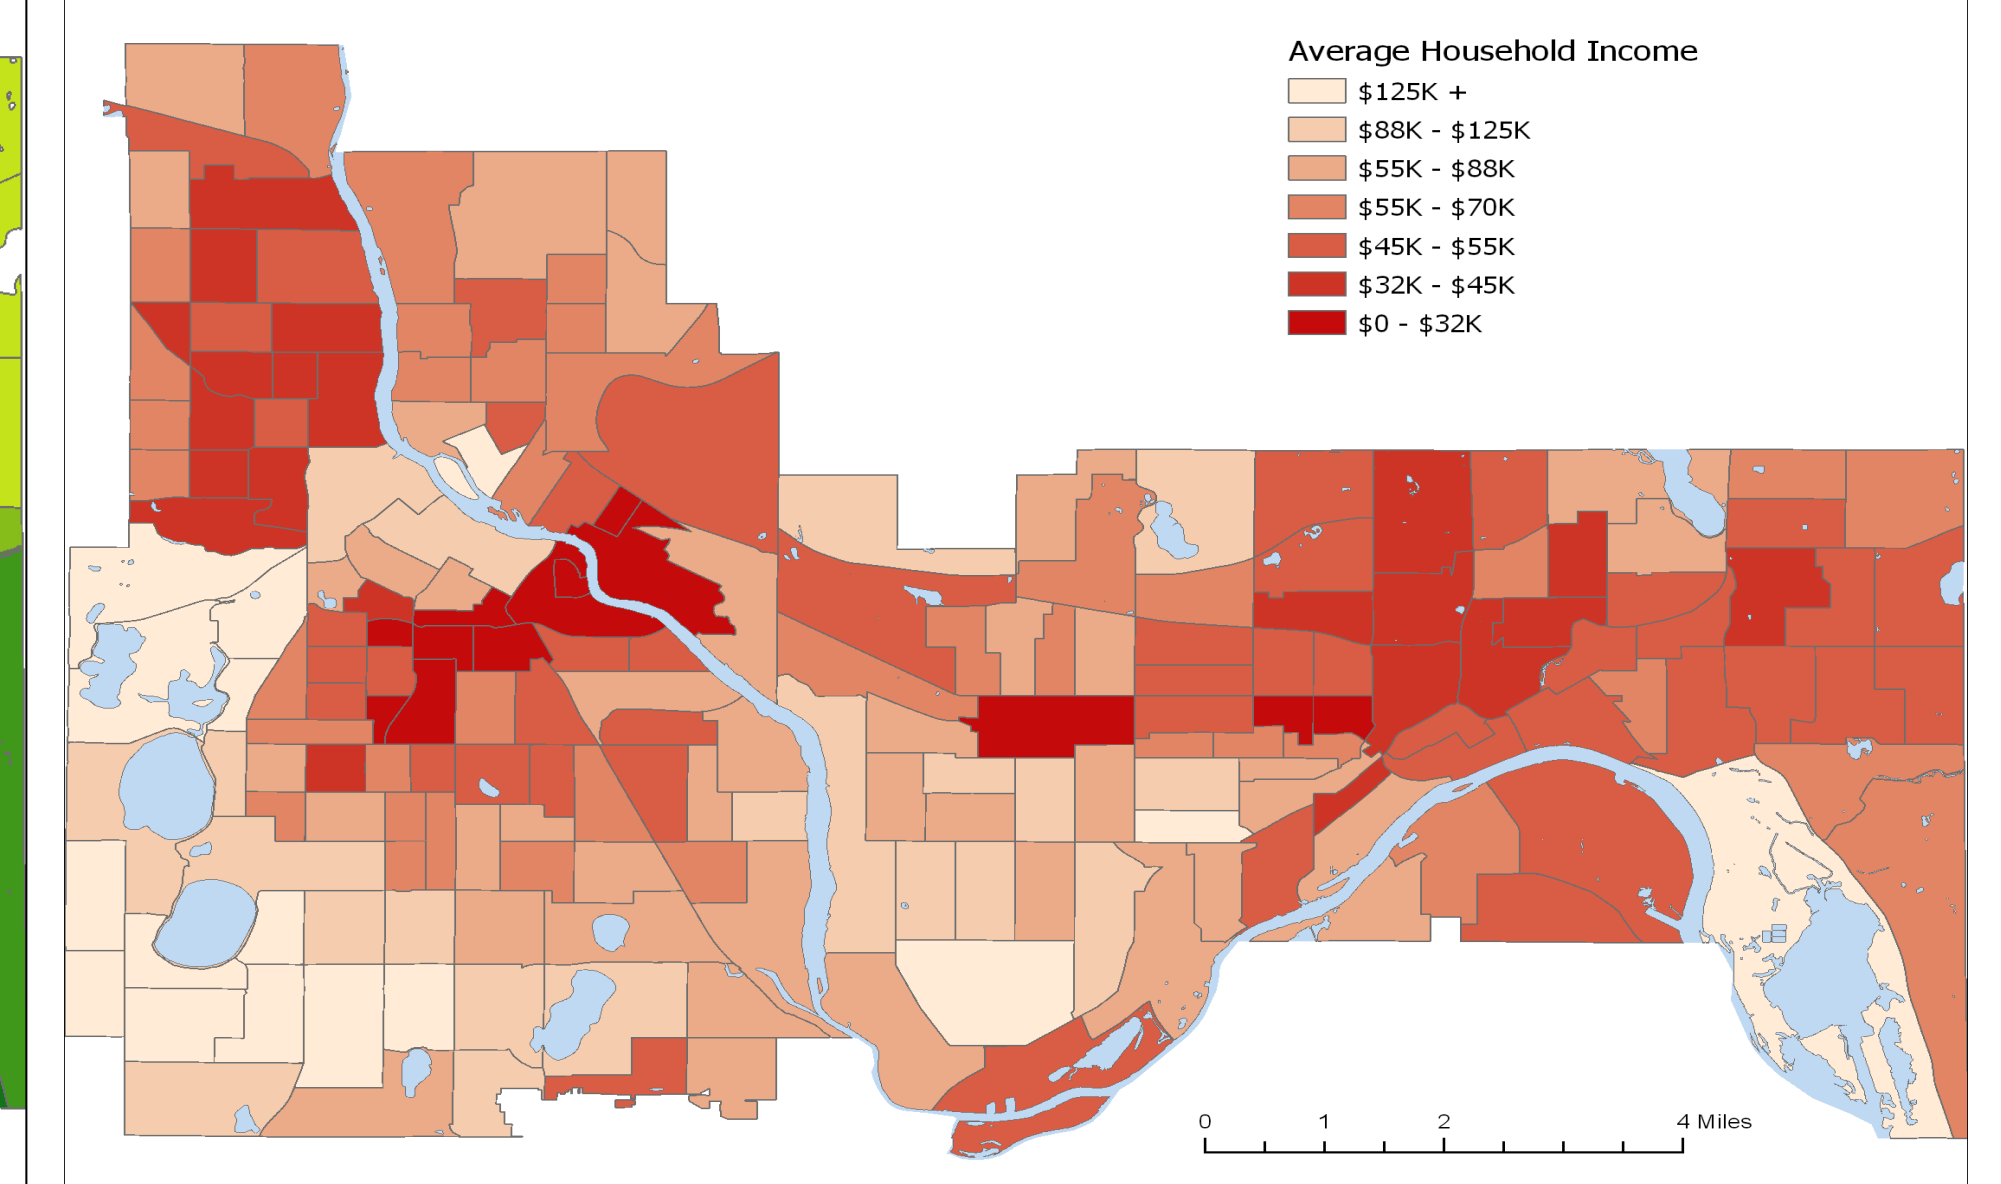 Average Household Income
$125K +
$88K - $125K
$55K - $88K
$55K - $70K
$45K - $55K
$32K - $45K
$0 - $32K
0 1 2 4 Miles